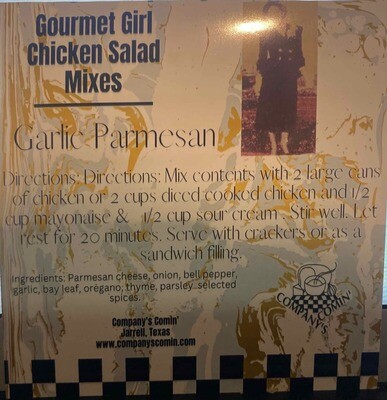 Gourmet Girl
Chicken Salad
Mixes
Garlic Parmesan
Directions: Directions: Mix contents with 2 large cans
of chicken or 2 cups diced cooked chicken and 1/2
cup mayonaise & 1/2 cup sour cream. Stir well. Let
rest for 20 minutes. Serve with crackers or as a
sandwich filling.
Ingredients: Parmesan cheese, onion, bell pepper,
garlic, bay leaf, oregano, thyme, parsley. selected
spices.
Company's Comin'
Jarrell, Texas
www.companyscomin.com
COMPANY'S COMIN'